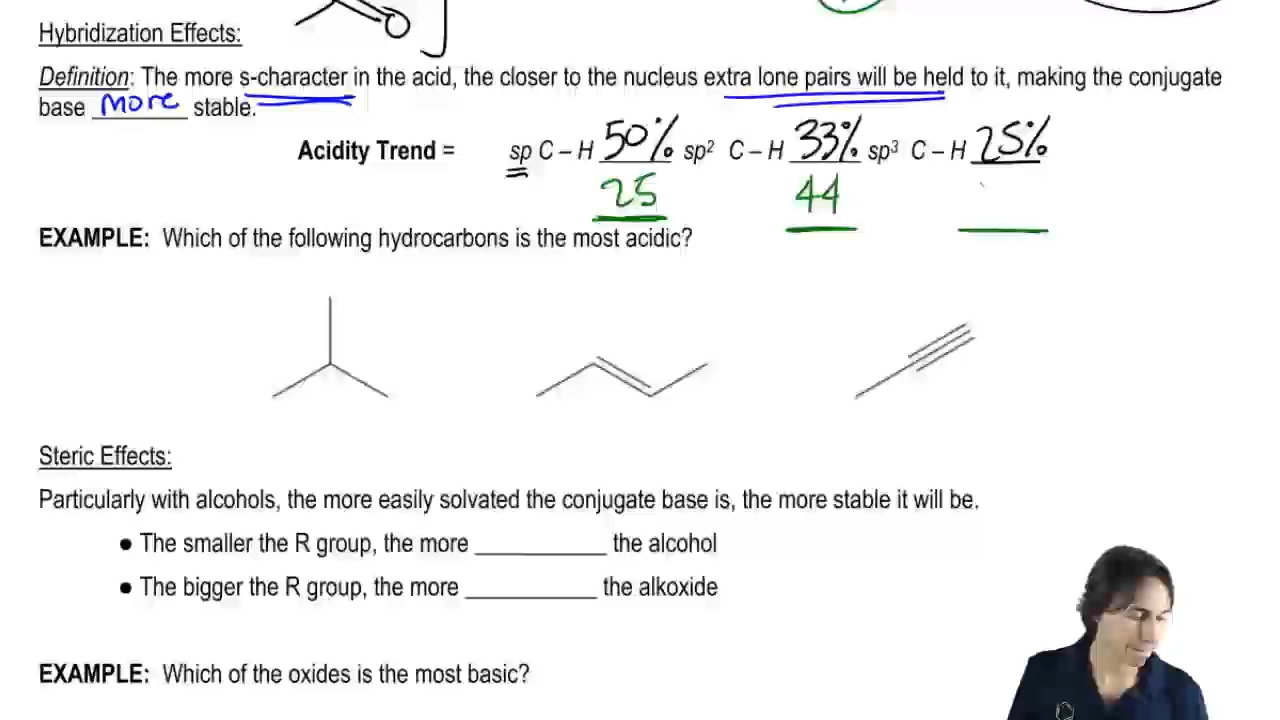 Hybridization Effects:
Definition: The more s-character in the acid, the closer to the nucleus extra lone pairs will be held to it, making the conjugate
base more stable.
Acidity Trend = sp C – H 50% sp² C – H 33% sp³ C – H 25%
25 44
EXAMPLE: Which of the following hydrocarbons is the most acidic?
Steric Effects:
Particularly with alcohols, the more easily solvated the conjugate base is, the more stable it will be.
● The smaller the R group, the more ___________ the alcohol
● The bigger the R group, the more ___________ the alkoxide
EXAMPLE: Which of the oxides is the most basic?